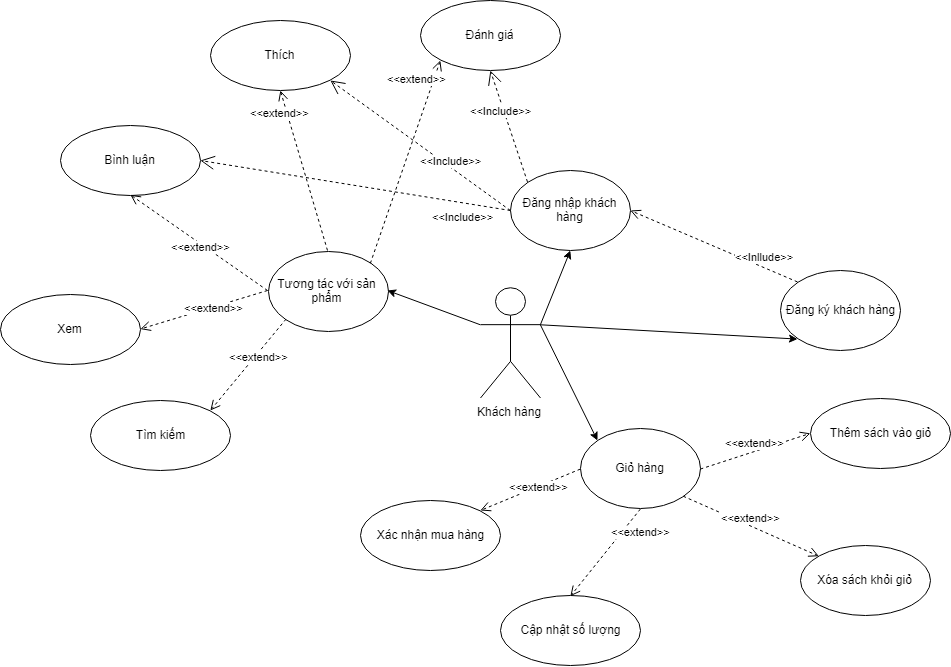 Đánh giá
Thích
<<extend>>
<<extend>>
<<Include>>
Bình luận
<<Include>>
Đăng nhập khách
hàng
<<Include>>
<<extend>>
<<Inllude>>
Tương tác với sản
phẩm
<<extend>>
Đăng ký khách hàng
Xem
<<extend>>
Khách hàng
Tìm kiếm
Thêm sách vào giỏ
<<extend>>
Giỏ hàng
<<extend>>
<<extend>>
Xác nhận mua hàng
<<extend>>
Xóa sách khỏi giỏ
Cập nhật số lượng